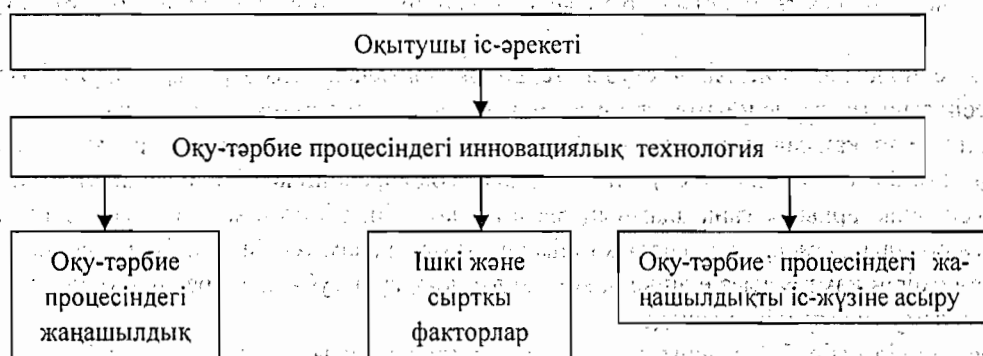 Оқытушы іс-әрекеті
Оқу-тәрбие процесіндегі инновациялық технология
Оқу-тәрбие
процесіндегі
жаңашылдық
Ішкі және
сыртқы
факторлар
Оқу-тәрбие процесіндегі жа-
ңашылдықты іс-жүзіне асыру